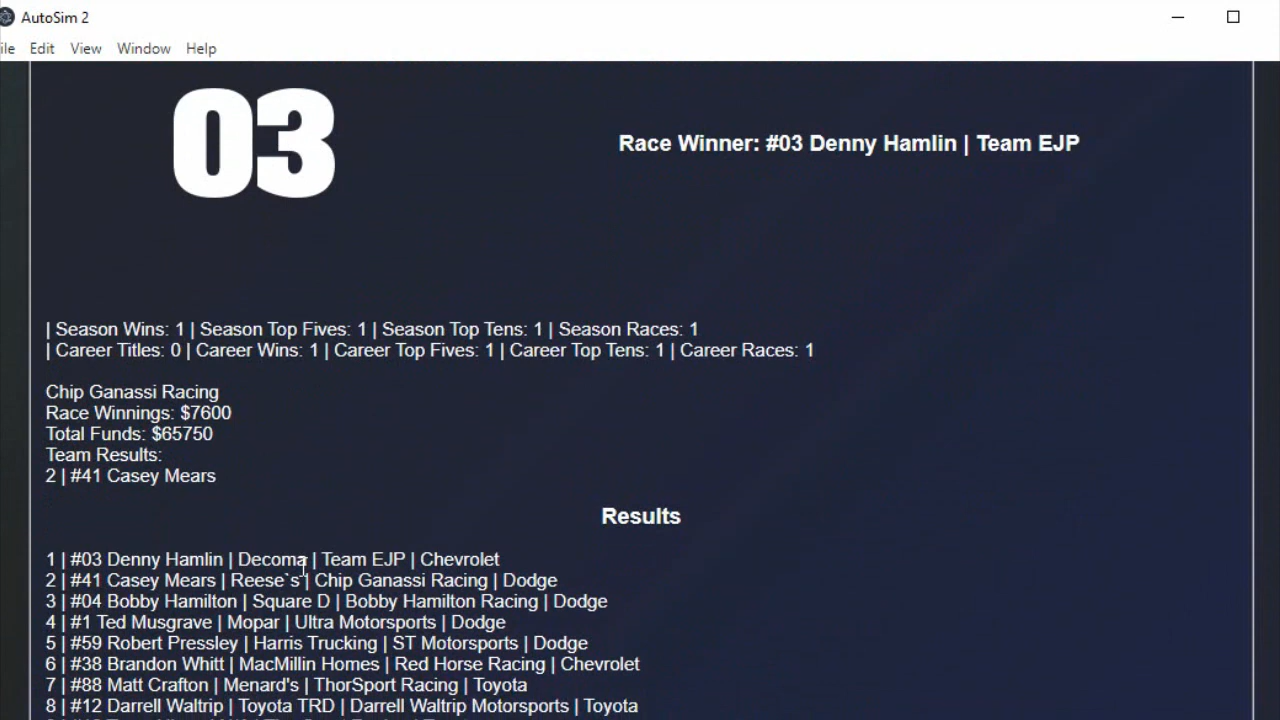 AutoSim 2
ile Edit View Window Help
03
Race Winner: #03 Denny Hamlin | Team EJP
| Season Wins: 1 | Season Top Fives: 1 | Season Top Tens: 1 | Season Races: 1
| Career Titles: 0 | Career Wins: 1 | Career Top Fives: 1 | Career Top Tens: 1 | Career Races: 1
Chip Ganassi Racing
Race Winnings: $7600
Total Funds: $65750
Team Results:
2 | #41 Casey Mears
Results
1 | #03 Denny Hamlin | Decoma | Team EJP | Chevrolet
2 | #41 Casey Mears | Reese`s | Chip Ganassi Racing | Dodge
3 | #04 Bobby Hamilton | Square D | Bobby Hamilton Racing | Dodge
4 | #1 Ted Musgrave | Mopar | Ultra Motorsports | Dodge
5 | #59 Robert Pressley | Harris Trucking | ST Motorsports | Dodge
6 | #38 Brandon Whitt | MacMillin Homes | Red Horse Racing | Chevrolet
7 | #88 Matt Crafton | Menard's | ThorSport Racing | Toyota
8 | #12 Darrell Waltrip | Toyota TRD | Darrell Waltrip Motorsports | Toyota